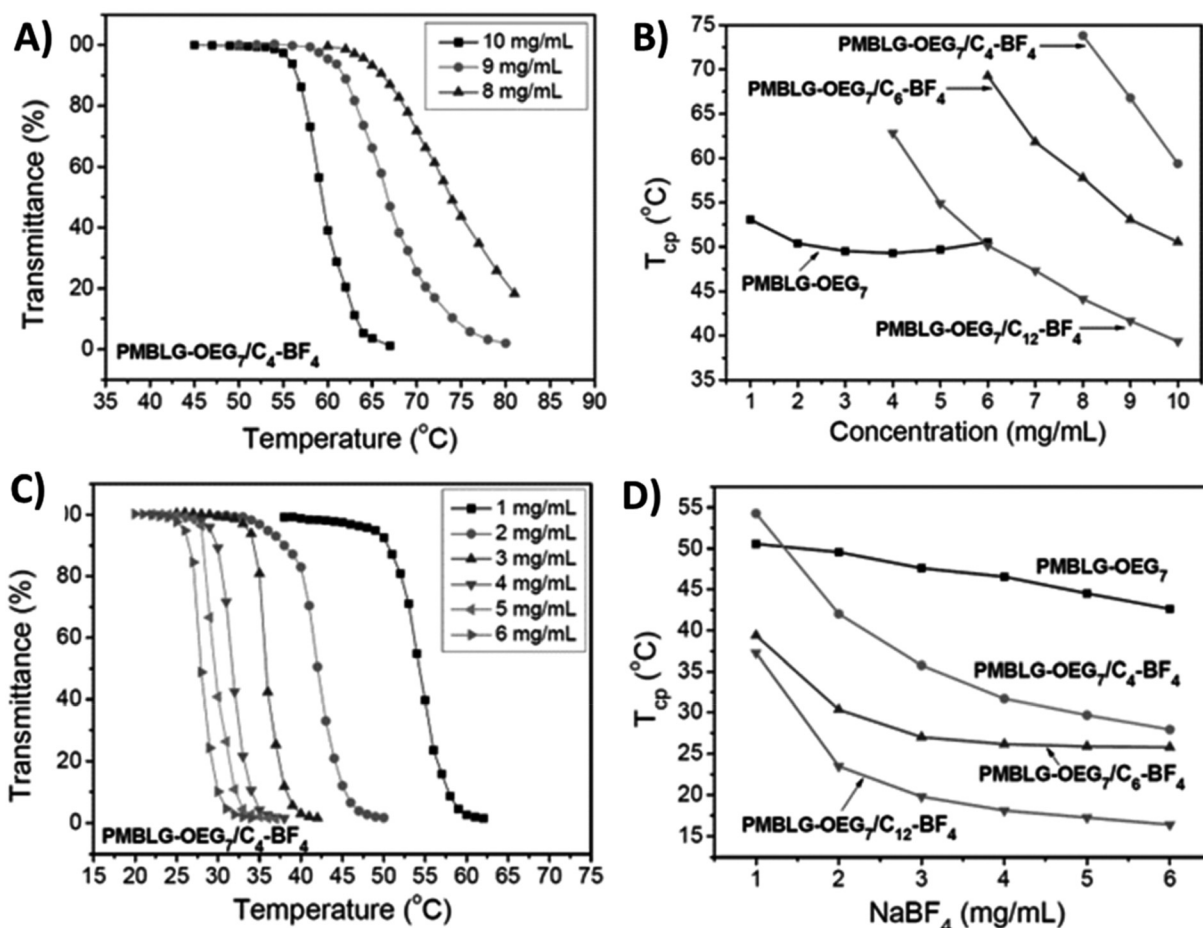 A)
00
80
60
40
20
0
Transmittance (%)
10 mg/mL
9 mg/mL
8 mg/mL
PMBLG-OEG7/C4-BF4
35 40 45 50 55 60 65 70 75 80 85 90
Temperature (°C)
B)
75
70
65
60
55
50
45
40
35
Tcp (°C)
PMBLG-OEG7/C4-BF4
PMBLG-OEG7/C6-BF4
PMBLG-OEG7
PMBLG-OEG7/C12-BF4
1 2 3 4 5 6 7 8 9 10
Concentration (mg/mL)
C)
00
80
60
40
20
0
Transmittance (%)
1 mg/mL
2 mg/mL
3 mg/mL
4 mg/mL
5 mg/mL
6 mg/mL
PMBLG-OEG7/C4-BF4
15 20 25 30 35 40 45 50 55 60 65 70 75
Temperature (°C)
D)
55
50
45
40
35
30
25
20
15
Tcp (°C)
PMBLG-OEG7
PMBLG-OEG7/C4-BF4
PMBLG-OEG7/C6-BF4
PMBLG-OEG7/C12-BF4
1 2 3 4 5 6
NaBF4 (mg/mL)